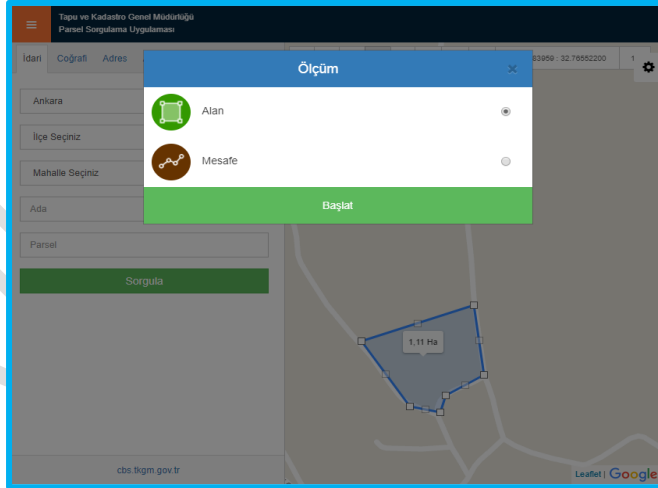 Tapu ve Kadastro Genel Müdürlüğü
Parsel Sorgulama Uygulaması
İdari Coğrafi Adres
Ölçüm ×
Alan
Mesafe
Başlat
Ankara
İlçe Seçiniz
Mahalle Seçiniz
Ada
Parsel
Sorgula
1,11 Ha
cbs.tkgm.gov.tr
Leaflet | Google